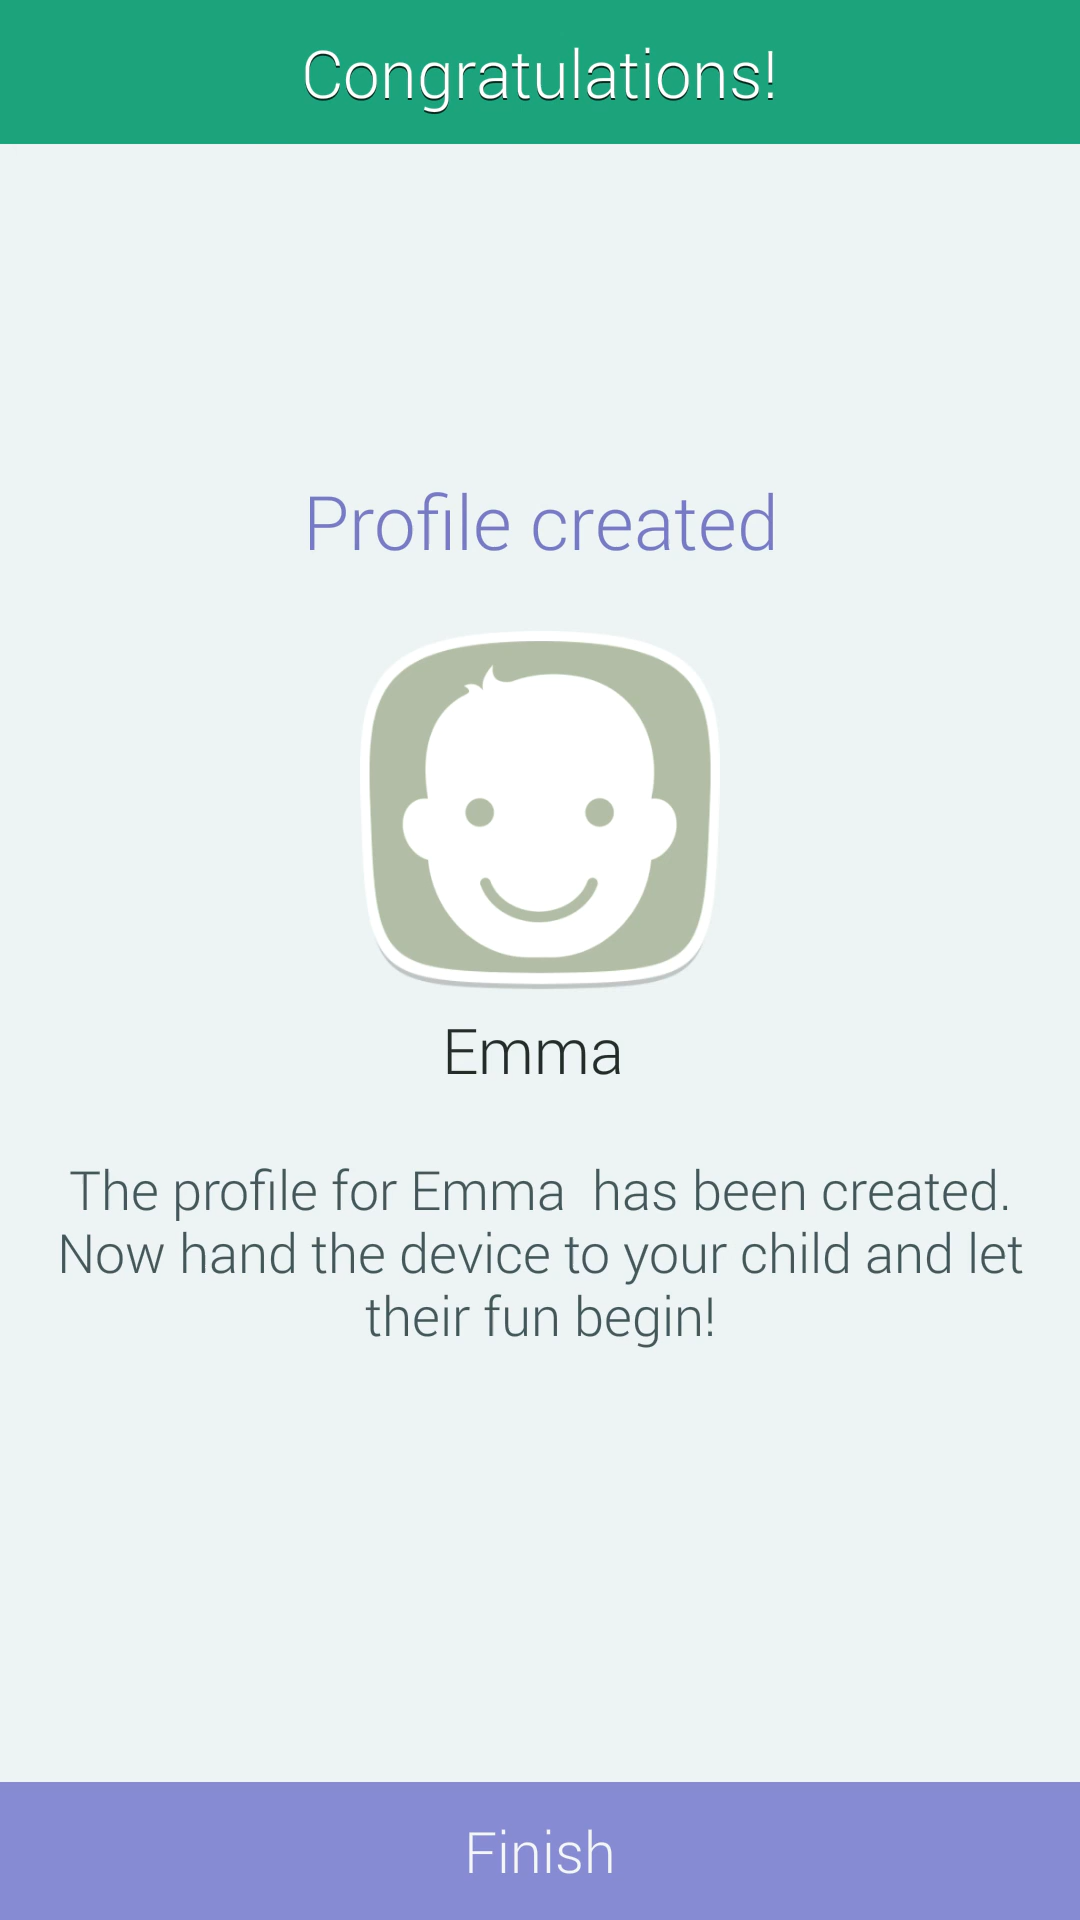 Congratulations!
Profile created
Emma
The profile for Emma  has been created.
Now hand the device to your child and let
their fun begin!
Finish